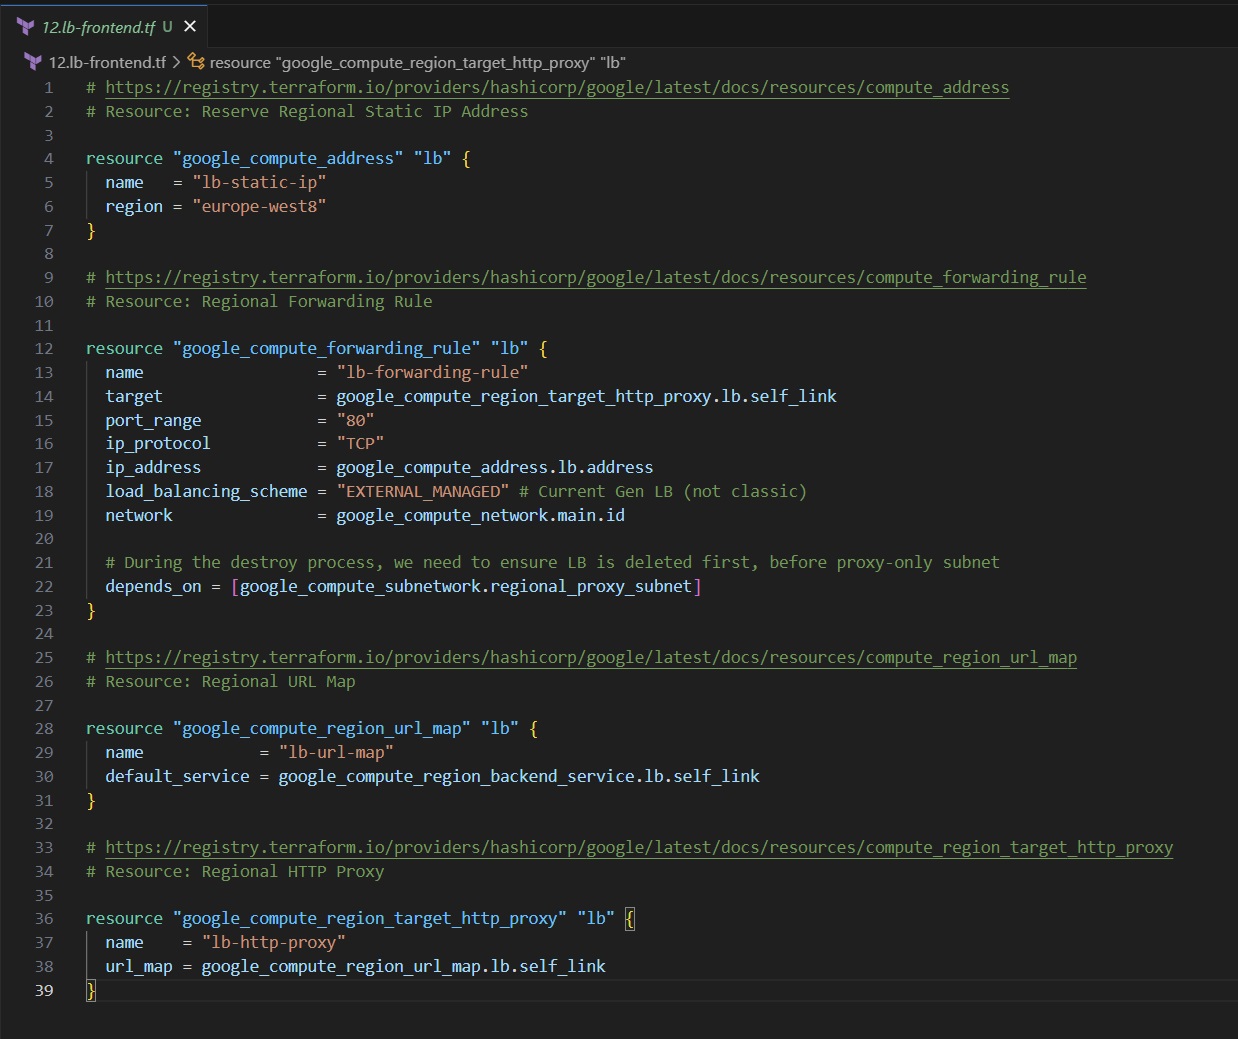 12.lb-frontend.tf U ×
12.lb-frontend.tf > resource "google_compute_region_target_http_proxy" "lb"
1 # https://registry.terraform.io/providers/hashicorp/google/latest/docs/resources/compute_address
2 # Resource: Reserve Regional Static IP Address
3
4 resource "google_compute_address" "lb" {
5   name   = "lb-static-ip"
6   region = "europe-west8"
7 }
8
9 # https://registry.terraform.io/providers/hashicorp/google/latest/docs/resources/compute_forwarding_rule
10 # Resource: Regional Forwarding Rule
11
12 resource "google_compute_forwarding_rule" "lb" {
13   name                  = "lb-forwarding-rule"
14   target                = google_compute_region_target_http_proxy.lb.self_link
15   port_range            = "80"
16   ip_protocol           = "TCP"
17   ip_address            = google_compute_address.lb.address
18   load_balancing_scheme = "EXTERNAL_MANAGED" # Current Gen LB (not classic)
19   network               = google_compute_network.main.id
20
21   # During the destroy process, we need to ensure LB is deleted first, before proxy-only subnet
22   depends_on = [google_compute_subnetwork.regional_proxy_subnet]
23 }
24
25 # https://registry.terraform.io/providers/hashicorp/google/latest/docs/resources/compute_region_url_map
26 # Resource: Regional URL Map
27
28 resource "google_compute_region_url_map" "lb" {
29   name            = "lb-url-map"
30   default_service = google_compute_region_backend_service.lb.self_link
31 }
32
33 # https://registry.terraform.io/providers/hashicorp/google/latest/docs/resources/compute_region_target_http_proxy
34 # Resource: Regional HTTP Proxy
35
36 resource "google_compute_region_target_http_proxy" "lb" {
37   name    = "lb-http-proxy"
38   url_map = google_compute_region_url_map.lb.self_link
39 }